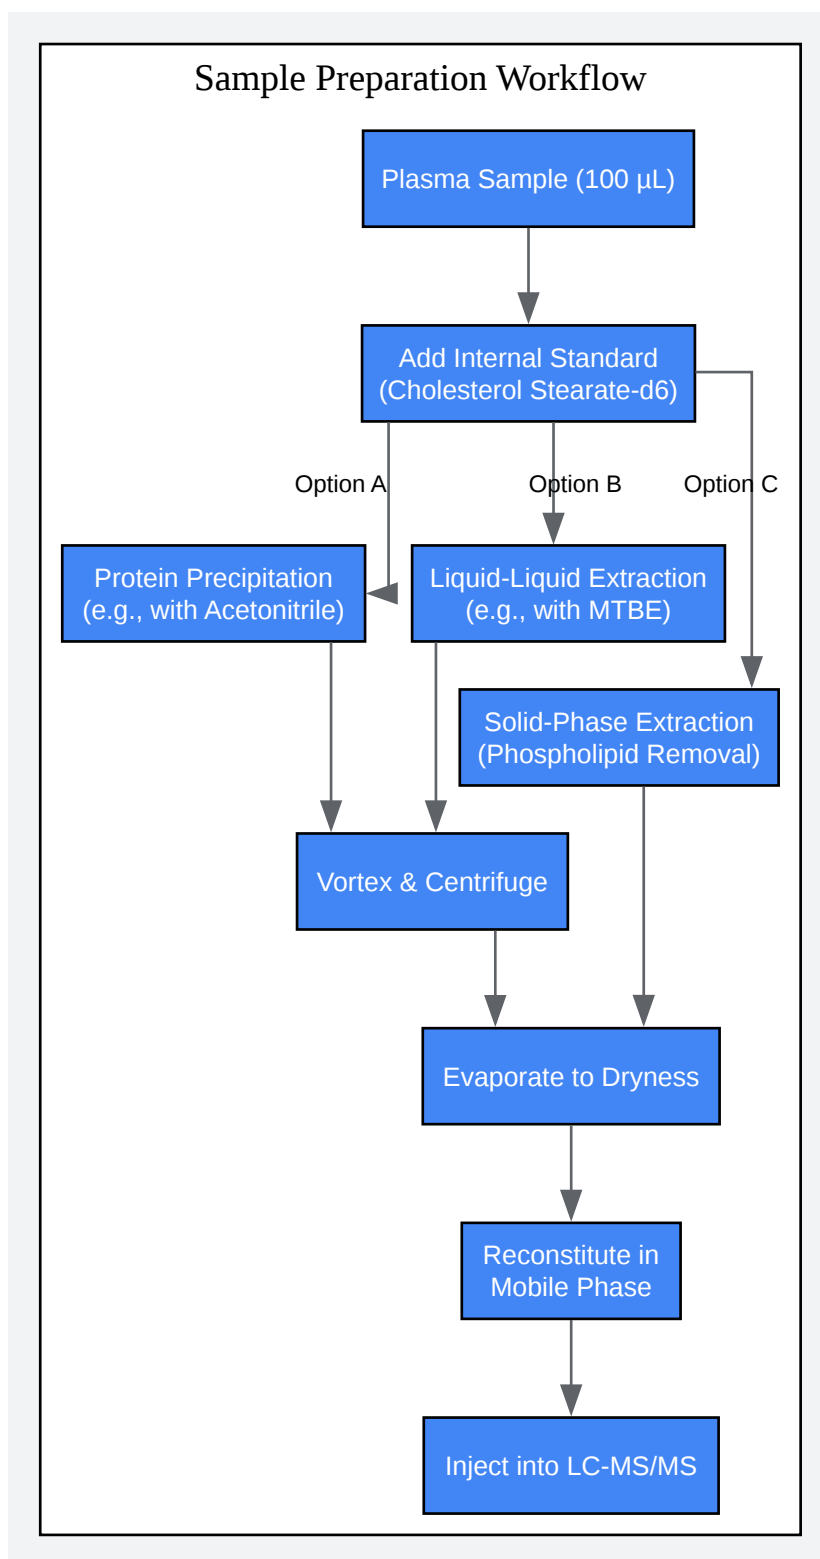 Sample Preparation Workflow
Plasma Sample (100 µL)
Add Internal Standard
(Cholesterol Stearate-d6)
Option A
Option B
Option C
Protein Precipitation
(e.g., with Acetonitrile)
Liquid-Liquid Extraction
(e.g., with MTBE)
Solid-Phase Extraction
(Phospholipid Removal)
Vortex & Centrifuge
Evaporate to Dryness
Reconstitute in
Mobile Phase
Inject into LC-MS/MS